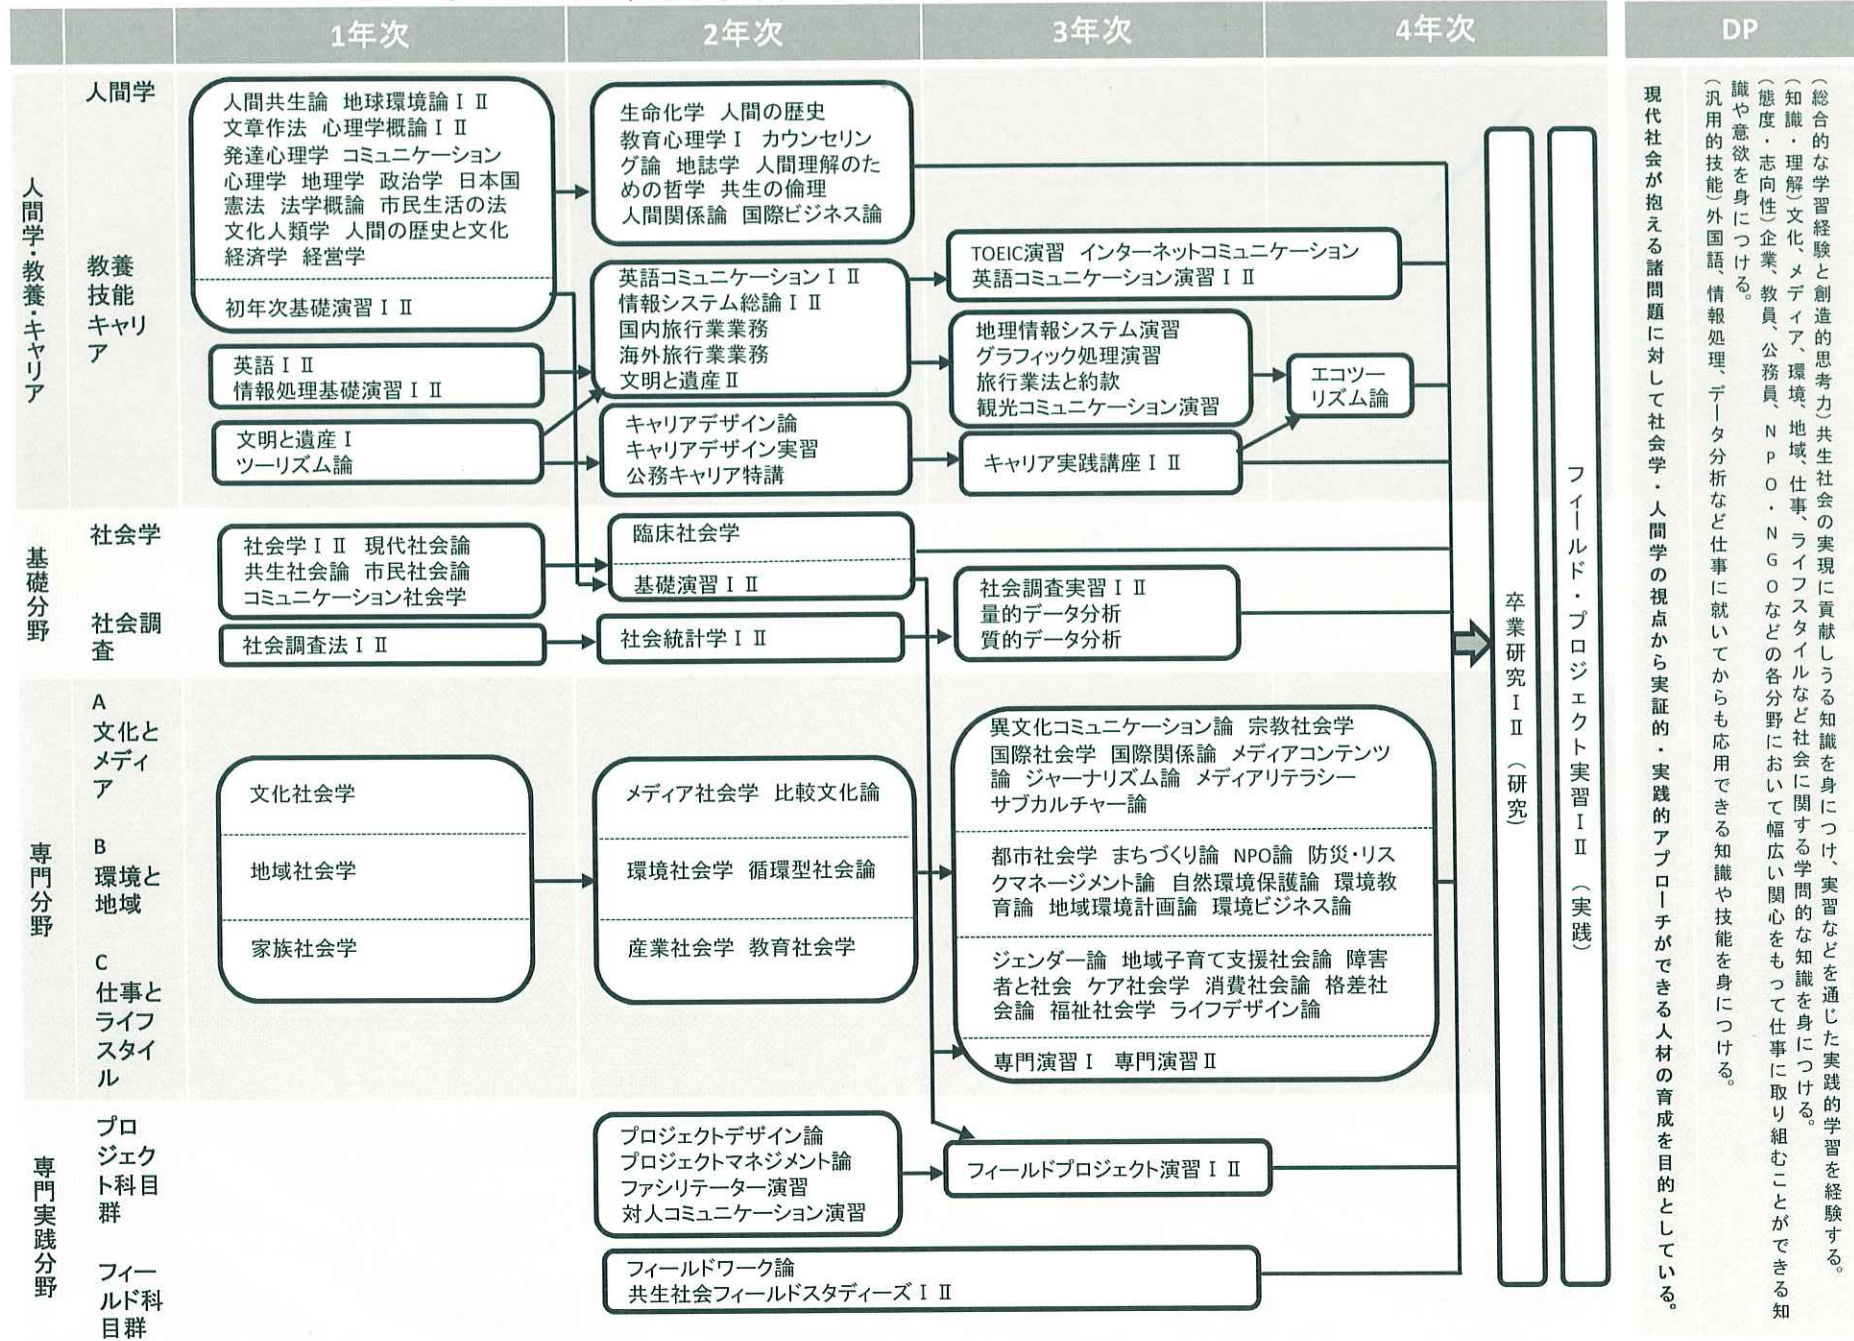 1年次
2年次
3年次
4年次
DP
人間学・教養・キャリア
人間学
教養
技能
キャリ
ア
人間共生論 地球環境論Ⅰ Ⅱ
文章作法 心理学概論Ⅰ Ⅱ
発達心理学 コミュニケーション
心理学 地理学 政治学 日本国
憲法 法学概論 市民生活の法
文化人類学 人間の歴史と文化
経済学 経営学
初年次基礎演習Ⅰ Ⅱ
英語Ⅰ Ⅱ
情報処理基礎演習Ⅰ Ⅱ
文明と遺産Ⅰ
ツーリズム論
生命化学 人間の歴史
教育心理学Ⅰ カウンセリン
グ論 地誌学 人間理解のた
めの哲学 共生の倫理
人間関係論 国際ビジネス論
英語コミュニケーションⅠ Ⅱ
情報システム総論Ⅰ Ⅱ
国内旅行業業務
海外旅行業業務
文明と遺産Ⅱ
キャリアデザイン論
キャリアデザイン実習
公務キャリア特講
TOEIC演習 インターネットコミュニケーション
英語コミュニケーション演習Ⅰ Ⅱ
地理情報システム演習
グラフィック処理演習
旅行業法と約款
観光コミュニケーション演習
キャリア実践講座Ⅰ Ⅱ
エコツー
リズム論
基礎分野
社会学
社会調
査
社会学Ⅰ Ⅱ 現代社会論
共生社会論 市民社会論
コミュニケーション社会学
社会調査法Ⅰ Ⅱ
臨床社会学
基礎演習Ⅰ Ⅱ
社会統計学Ⅰ Ⅱ
社会調査実習Ⅰ Ⅱ
量的データ分析
質的データ分析
専門分野
A
文化と
メディ
ア
B
環境と
地域
C
仕事と
ライフ
スタイ
ル
文化社会学
地域社会学
家族社会学
メディア社会学 比較文化論
環境社会学 循環型社会論
産業社会学 教育社会学
異文化コミュニケーション論 宗教社会学
国際社会学 国際関係論 メディアコンテンツ
論 ジャーナリズム論 メディアリテラシー
サブカルチャー論
都市社会学 まちづくり論 NPO論 防災・リス
クマネージメント論 自然環境保護論 環境教
育論 地域環境計画論 環境ビジネス論
ジェンダー論 地域子育て支援社会論 障害
者と社会 ケア社会学 消費社会論 格差社
会論 福祉社会学 ライフデザイン論
専門演習Ⅰ 専門演習Ⅱ
専門実践分野
プロ
ジェク
ト科目
群
フィー
ルド科
目群
プロジェクトデザイン論
プロジェクトマネジメント論
ファシリテーター演習
対人コミュニケーション演習
フィールドプロジェクト演習Ⅰ Ⅱ
フィールドワーク論
共生社会フィールドスタディーズⅠ Ⅱ
卒業研究Ⅰ Ⅱ (研究)
フィールド・プロジェクト実習Ⅰ Ⅱ (実践)
(総合的な学習経験と創造的思考力)共生社会の実現に貢献しうる知識を身につけ、実習などを通じた実践的学習を経験する。
(知識・理解)文化、メディア、環境、地域、仕事、ライフスタイルなど社会に関する学問的な知識を身につける。
(態度・志向性)企業、教員、公務員、NPO・NGOなどの各分野において幅広い関心をもって仕事に取り組むことができる知
識や意欲を身につける。
(汎用的技能)外国語、情報処理、データ分析など仕事に就いてからも応用できる知識や技能を身につける。
現代社会が抱える諸問題に対して社会学・人間学の視点から実証的・実践的アプローチができる人材の育成を目的としている。